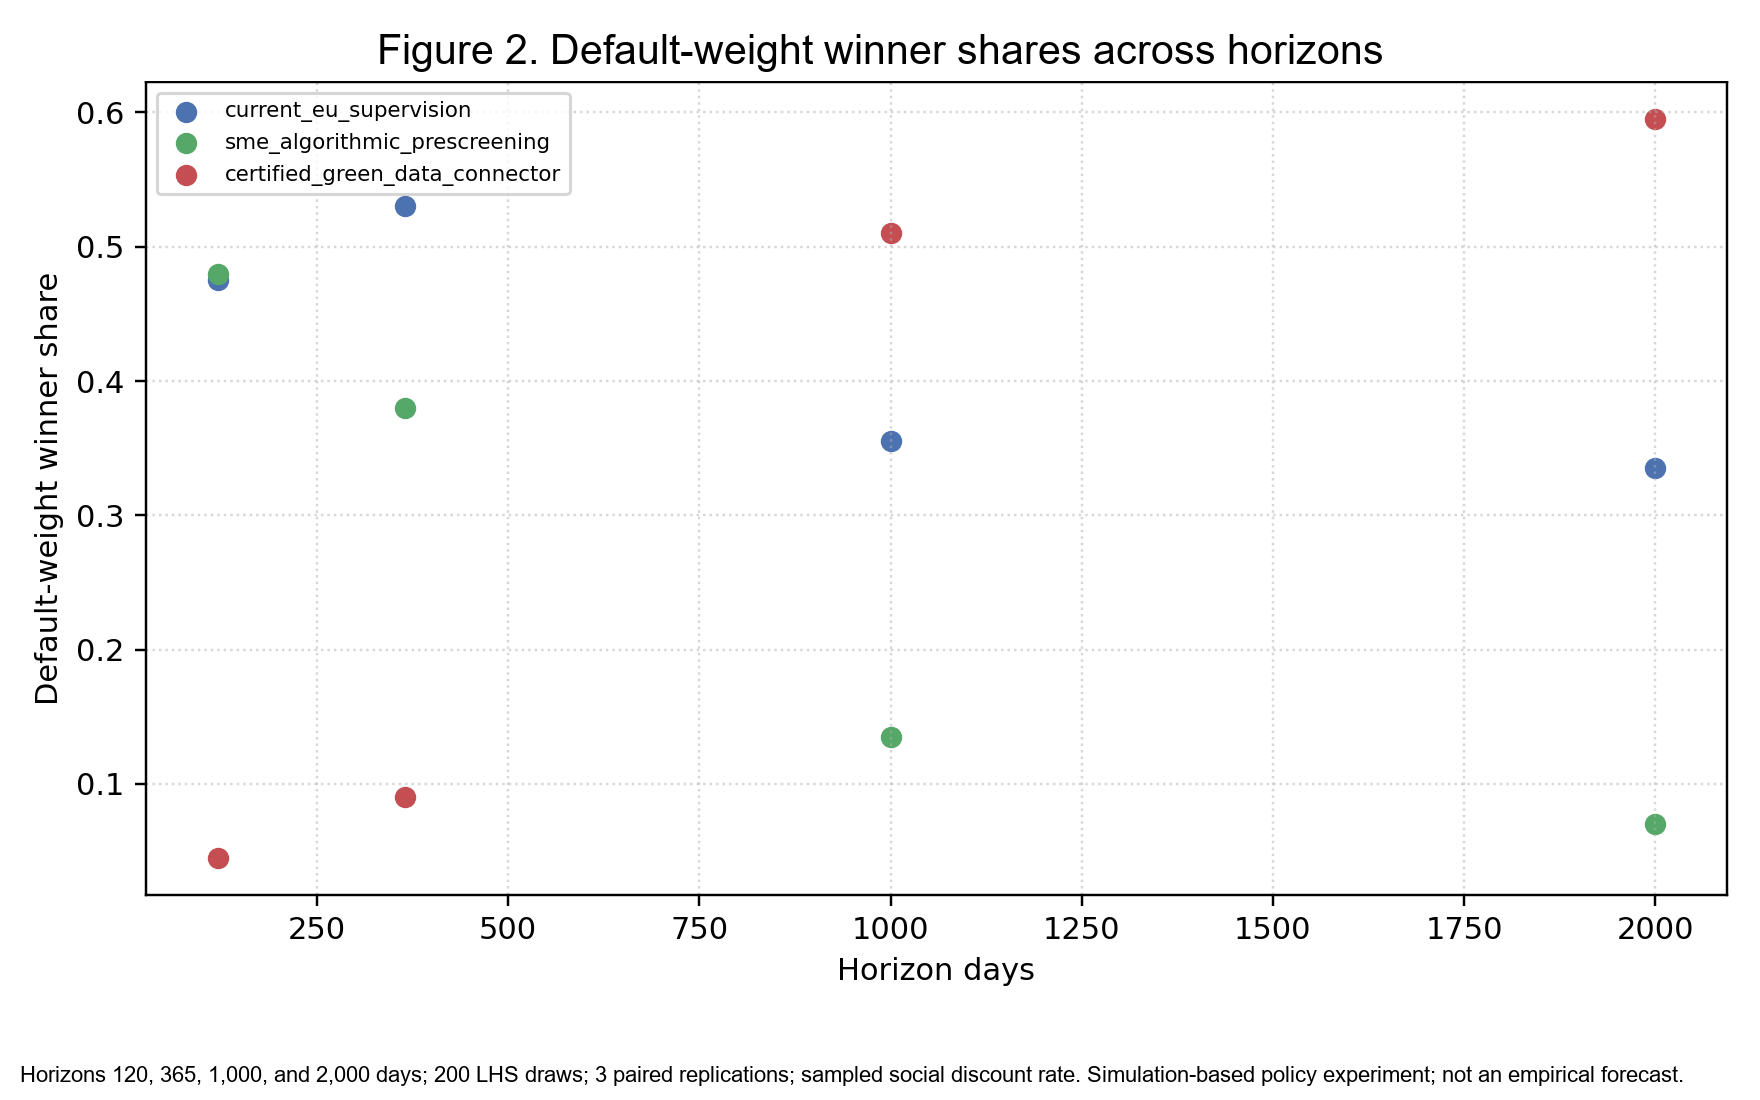 Figure 2. Default-weight winner shares across horizons
current_eu_supervision
sme_algorithmic_prescreening
certified_green_data_connector
Default-weight winner share
0.6
0.5
0.4
0.3
0.2
0.1
250 500 750 1000 1250 1500 1750 2000
Horizon days
Horizons 120, 365, 1,000, and 2,000 days; 200 LHS draws; 3 paired replications; sampled social discount rate. Simulation-based policy experiment; not an empirical forecast.